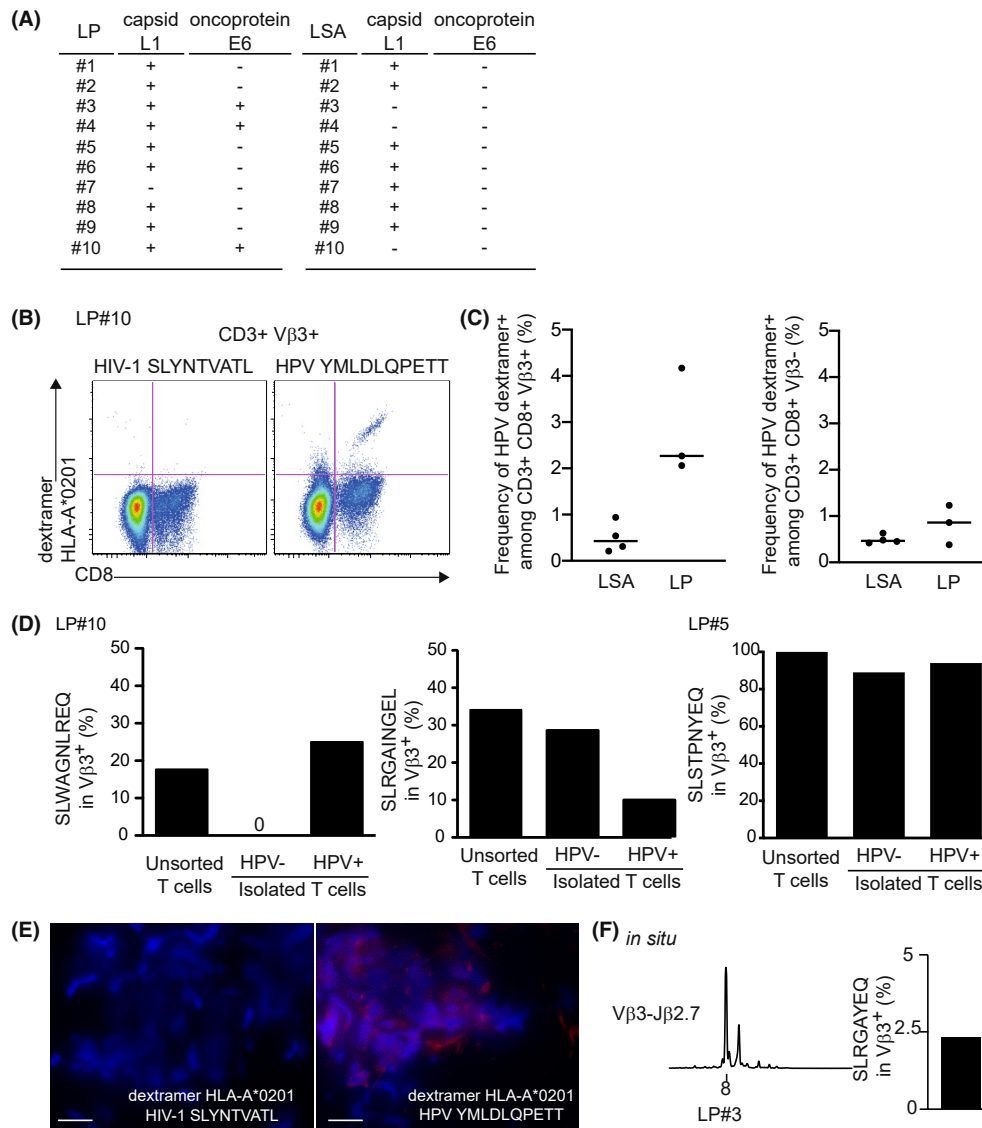 (A)
LP capsid L1 oncoprotein E6 LSA capsid L1 oncoprotein E6
#1 + - #1 + -
#2 + - #2 + -
#3 + + #3 - -
#4 + + #4 - -
#5 + - #5 + -
#6 + - #6 + -
#7 - - #7 + -
#8 + - #8 + -
#9 + - #9 + -
#10 + + #10 - -
(B)
LP#10
CD3+ Vβ3+
HIV-1 SLYNTVATL HPV YMLDLQPETT
dextramer
HLA-A*0201
CD8
(C)
Frequency of HPV dextramer+
among CD3+ CD8+ Vβ3+ (%)
5
4
3
2
1
0
LSA LP
Frequency of HPV dextramer+
among CD3+ CD8+ Vβ3- (%)
5
4
3
2
1
0
LSA LP
(D)
LP#10
SLWAGNLREQ
in Vβ3+ (%)
50
40
30
20
10
0
0
Unsorted
T cells
HPV- HPV+
Isolated T cells
SLRGAINGEL
in Vβ3+ (%)
50
40
30
20
10
0
Unsorted
T cells
HPV- HPV+
Isolated T cells
LP#5
SLSTPNYEQ
in Vβ3+ (%)
100
80
60
40
20
0
Unsorted
T cells
HPV- HPV+
Isolated T cells
(E)
dextramer HLA-A*0201
HIV-1 SLYNTVATL
dextramer HLA-A*0201
HPV YMLDLQPETT
(F)
in situ
Vβ3-Jβ2.7
8
LP#3
SLRGAYEQ
in Vβ3+ (%)
5
2.5
0